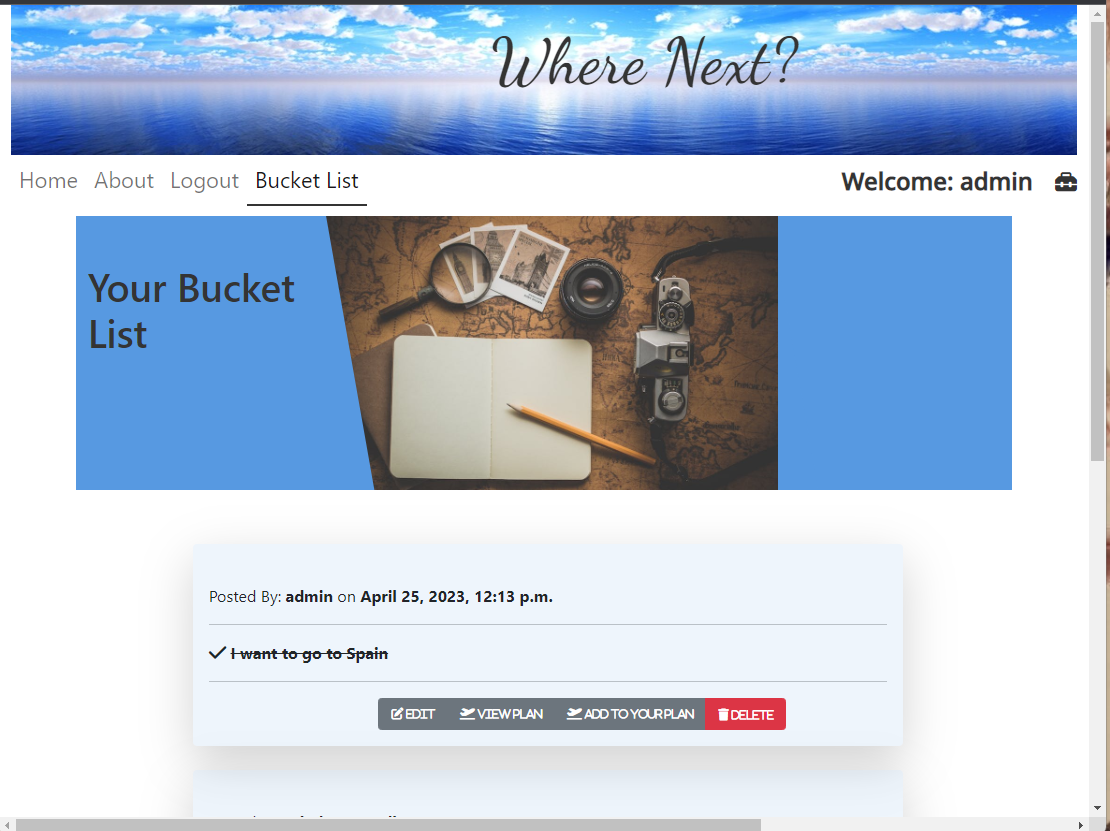 Where Next?
Home About Logout Bucket List Welcome: admin
Your Bucket
List
Posted By: admin on April 25, 2023, 12:13 p.m.
I want to go to Spain
EDIT VIEW PLAN ADD TO YOUR PLAN DELETE